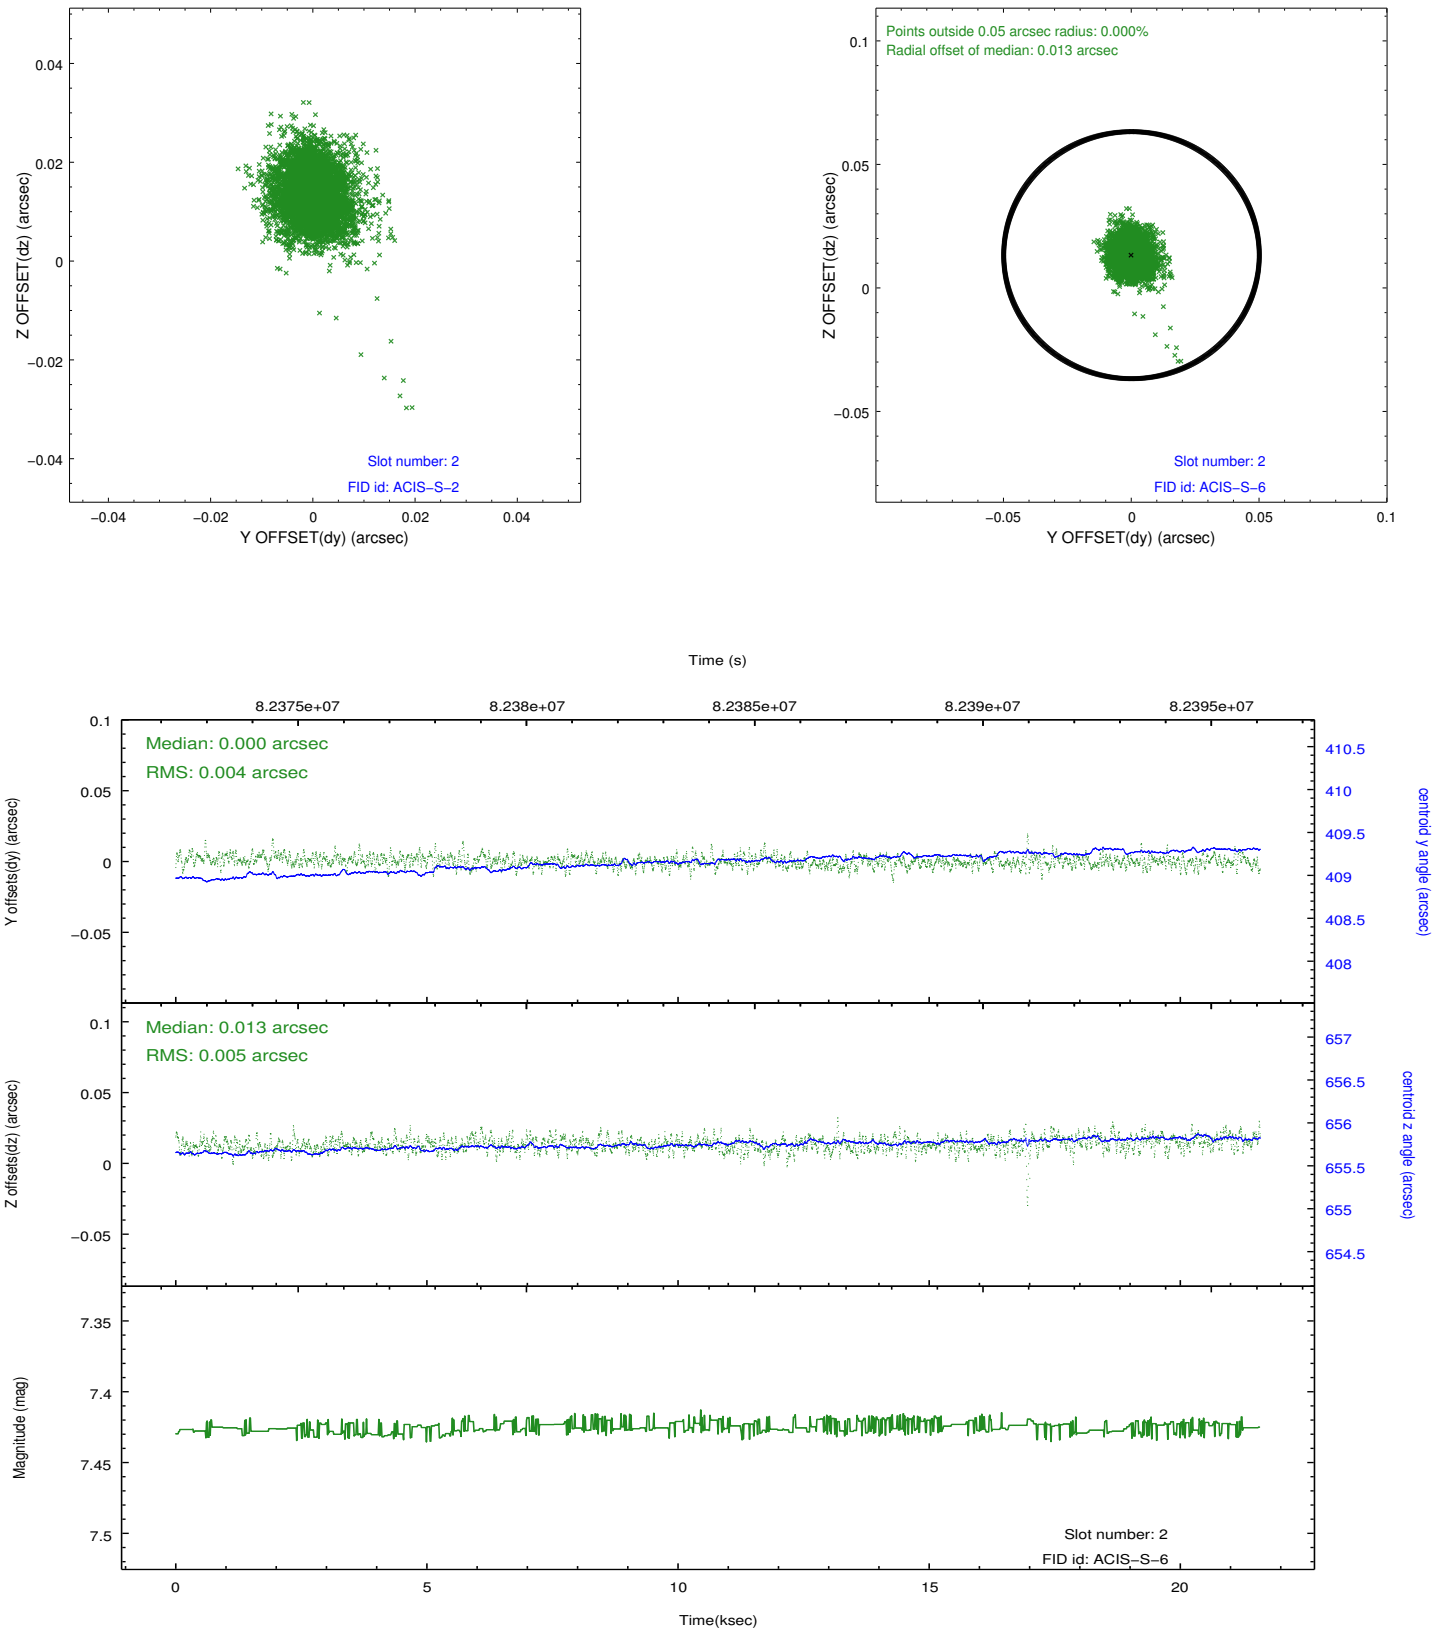 0.04
0.02
0
−0.02
−0.04
Z OFFSET(dz) (arcsec)
Slot number: 2
FID id: ACIS−S−2
−0.04
−0.02
0
0.02
0.04
Y OFFSET(dy) (arcsec)
Points outside 0.05 arcsec radius: 0.000%
Radial offset of median: 0.013 arcsec
0.1
0.05
0
−0.05
Z OFFSET(dz) (arcsec)
Slot number: 2
FID id: ACIS−S−6
−0.05
0
0.05
0.1
Y OFFSET(dy) (arcsec)
Time (s)
8.2375e+07
8.238e+07
8.2385e+07
8.239e+07
8.2395e+07
Median: 0.000 arcsec
RMS: 0.004 arcsec
0.1
0.05
0
−0.05
Y offsets(dy) (arcsec)
410.5
410
409.5
409
408.5
408
centroid y angle (arcsec)
Median: 0.013 arcsec
RMS: 0.005 arcsec
0.1
0.05
0
−0.05
Z offsets(dz) (arcsec)
657
656.5
656
655.5
655
654.5
centroid z angle (arcsec)
7.35
7.4
7.45
7.5
Magnitude (mag)
Slot number: 2
FID id: ACIS−S−6
0
5
10
15
20
Time(ksec)